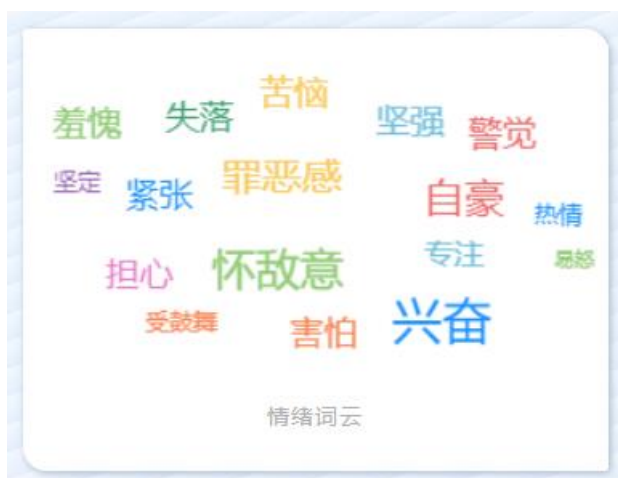 苦恼
羞愧 失落 坚强 警觉
坚定 紧张 罪恶感 自豪 热情
担心 怀敌意 专注 易怒
受鼓舞 害怕 兴奋
情绪词云